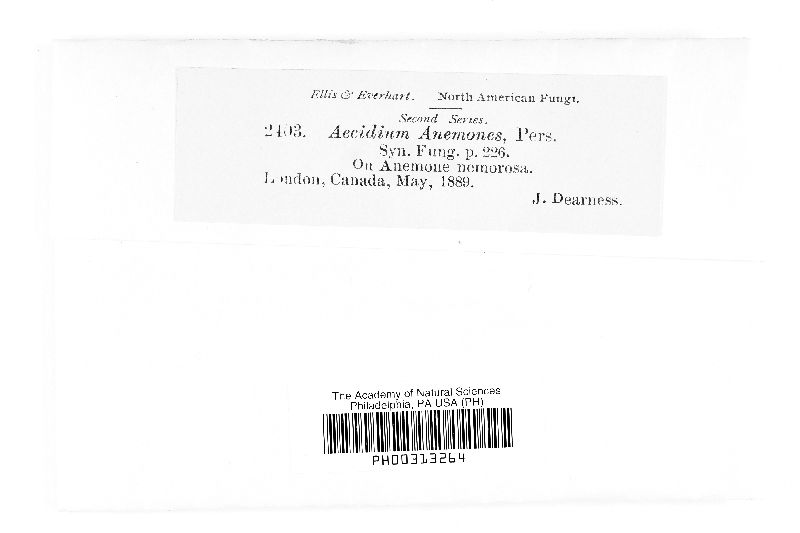 Ellis & Everhart. North American Fungi.
Second Series.
2403. Aecidium Anemones, Pers.
Syn. Fung. p. 226.
On Anemone nemorosa.
London, Canada, May, 1889.
J. Dearness.
The Academy of Natural Sciences
Philadelphia, PA USA (PH)
PH00313264